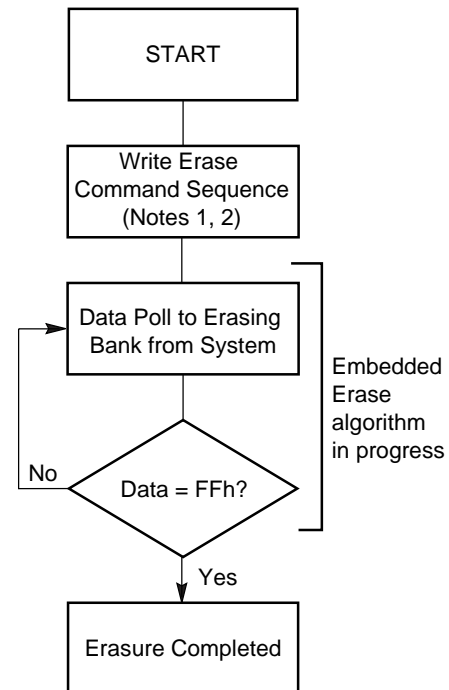 START
Write Erase
Command Sequence
(Notes 1, 2)
Data Poll to Erasing
Bank from System
Embedded
Erase
algorithm
in progress
No
Data = FFh?
Yes
Erasure Completed